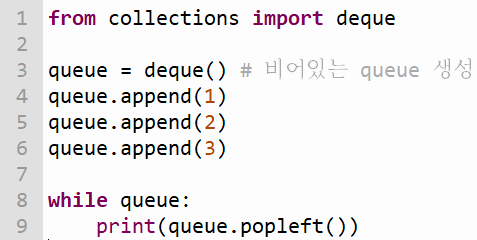 1 from collections import deque
2
3 queue = deque() # 비어있는 queue 생성
4 queue.append(1)
5 queue.append(2)
6 queue.append(3)
7
8 while queue:
9     print(queue.popleft())